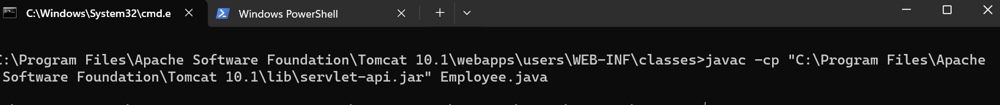 C:\Windows\System32\cmd.e
Windows PowerShell
:\Program Files\Apache Software Foundation\Tomcat 10.1\webapps\users\WEB-INF\classes>javac -cp "C:\Program Files\Apache
Software Foundation\Tomcat 10.1\lib\servlet-api.jar" Employee.java